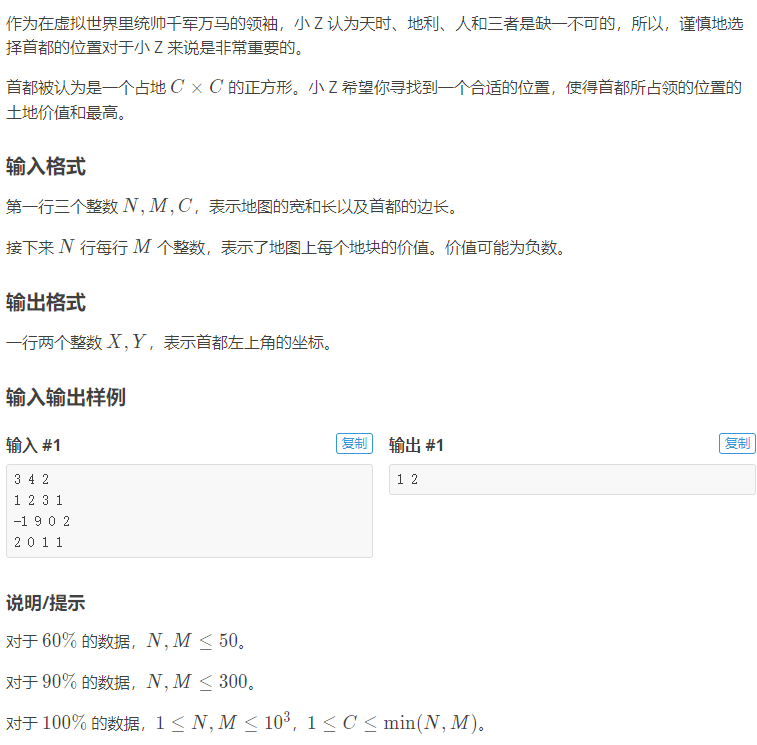 作为在虚拟世界里统帅千军万马的领袖，小 Z 认为天时、地利、人和三者是缺一不可的，所以，谨慎地选
择首都的位置对于小 Z 来说是非常重要的。
首都被认为是一个占地 C × C 的正方形。小 Z 希望你寻找到一个合适的位置，使得首都所占领的位置的
土地价值和最高。
输入格式
第一行三个整数 N, M, C，表示地图的宽和长以及首都的边长。
接下来 N 行每行 M 个整数，表示了地图上每个地块的价值。价值可能为负数。
输出格式
一行两个整数 X, Y，表示首都左上角的坐标。
输入输出样例
输入 #1
复制
3 4 2
1 2 3 1
-1 9 0 2
2 0 1 1
输出 #1
复制
1 2
说明/提示
对于 60% 的数据，N, M ≤ 50。
对于 90% 的数据，N, M ≤ 300。
对于 100% 的数据，1 ≤ N, M ≤ 10³，1 ≤ C ≤ min(N, M)。